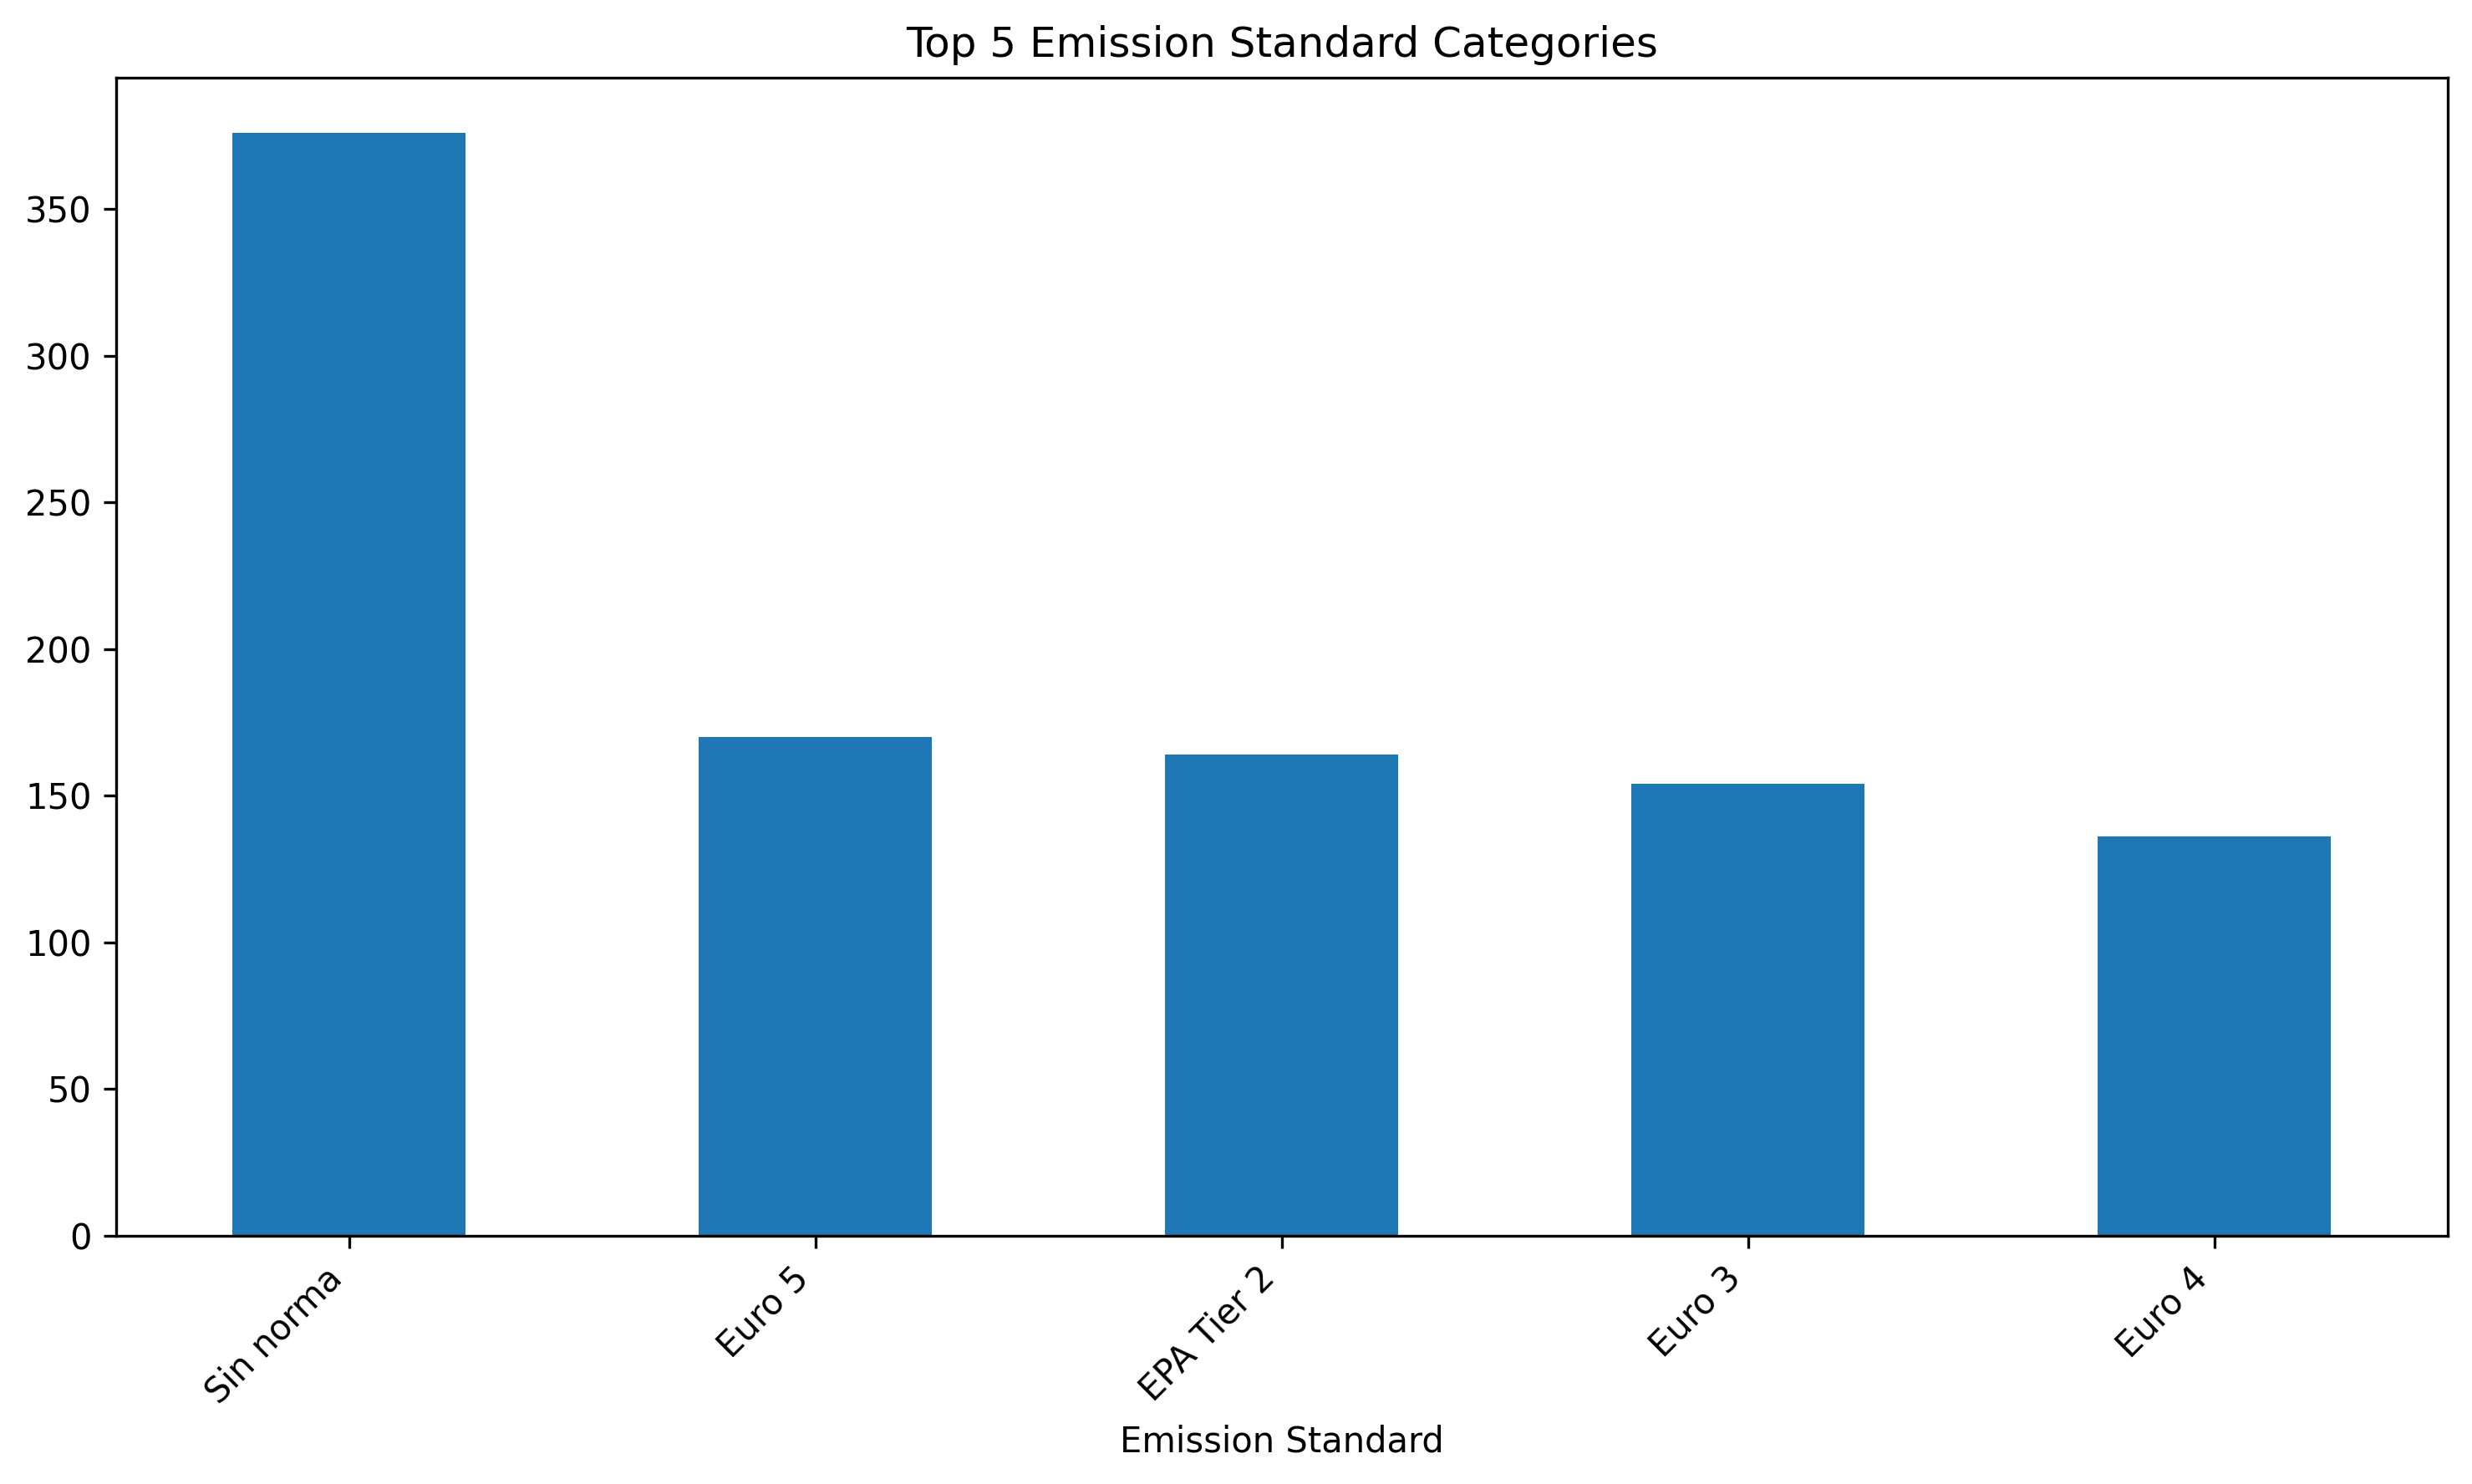 Top 5 Emission Standard Categories
350
300
250
200
150
100
50
0
Sin norma
Euro 5
EPA Tier 2
Euro 3
Euro 4
Emission Standard